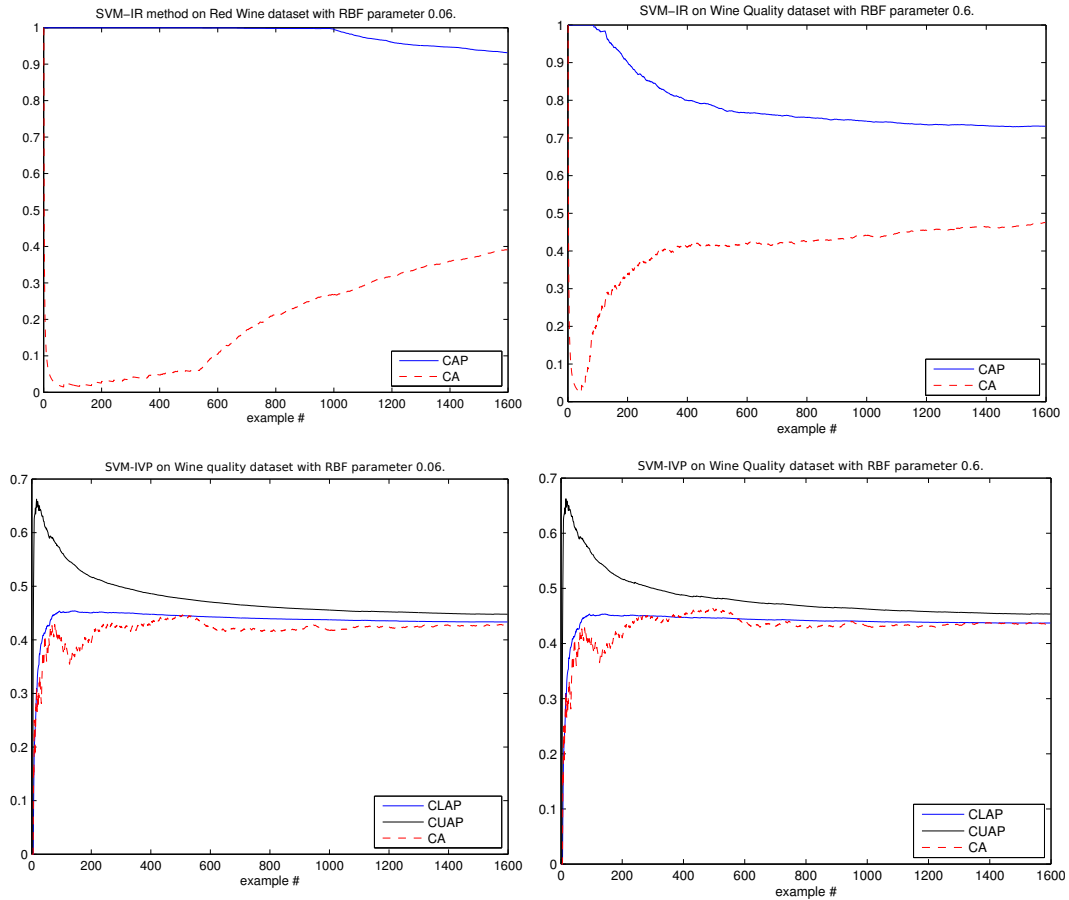 SVM−IR method on Red Wine dataset with RBF parameter 0.06.
1
0.9
0.8
0.7
0.6
0.5
0.4
0.3
0.2
0.1
0
0 200 400 600 800 1000 1200 1400 1600
example #
CAP
CA
SVM−IR on Wine Quality dataset with RBF parameter 0.6.
1
0.9
0.8
0.7
0.6
0.5
0.4
0.3
0.2
0.1
0
0 200 400 600 800 1000 1200 1400 1600
example #
CAP
CA
SVM-IVP on Wine quality dataset with RBF parameter 0.06.
0.7
0.6
0.5
0.4
0.3
0.2
0.1
0
0 200 400 600 800 1000 1200 1400 1600
example #
CLAP
CUAP
CA
SVM-IVP on Wine Quality dataset with RBF parameter 0.6.
0.7
0.6
0.5
0.4
0.3
0.2
0.1
0
0 200 400 600 800 1000 1200 1400 1600
example #
CLAP
CUAP
CA